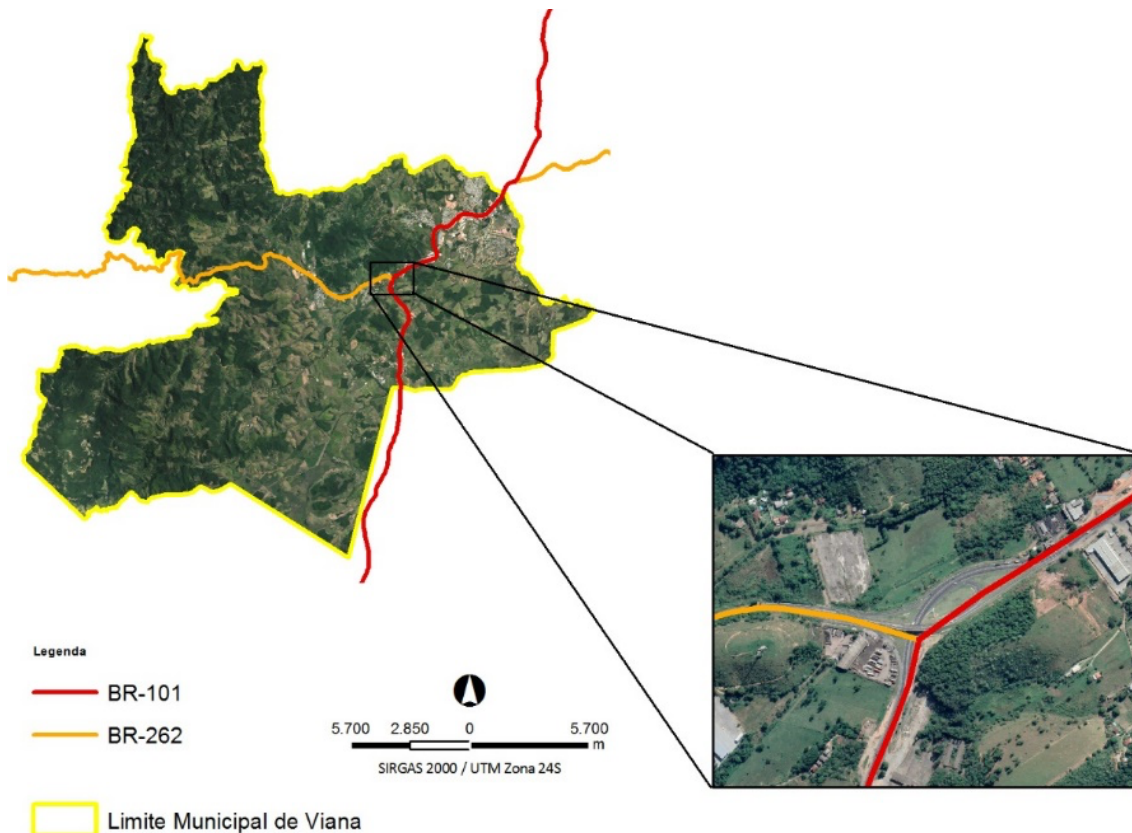 Legenda
BR-101
BR-262
Limite Municipal de Viana
5.700 2.850 0 5.700
m
SIRGAS 2000 / UTM Zona 24S